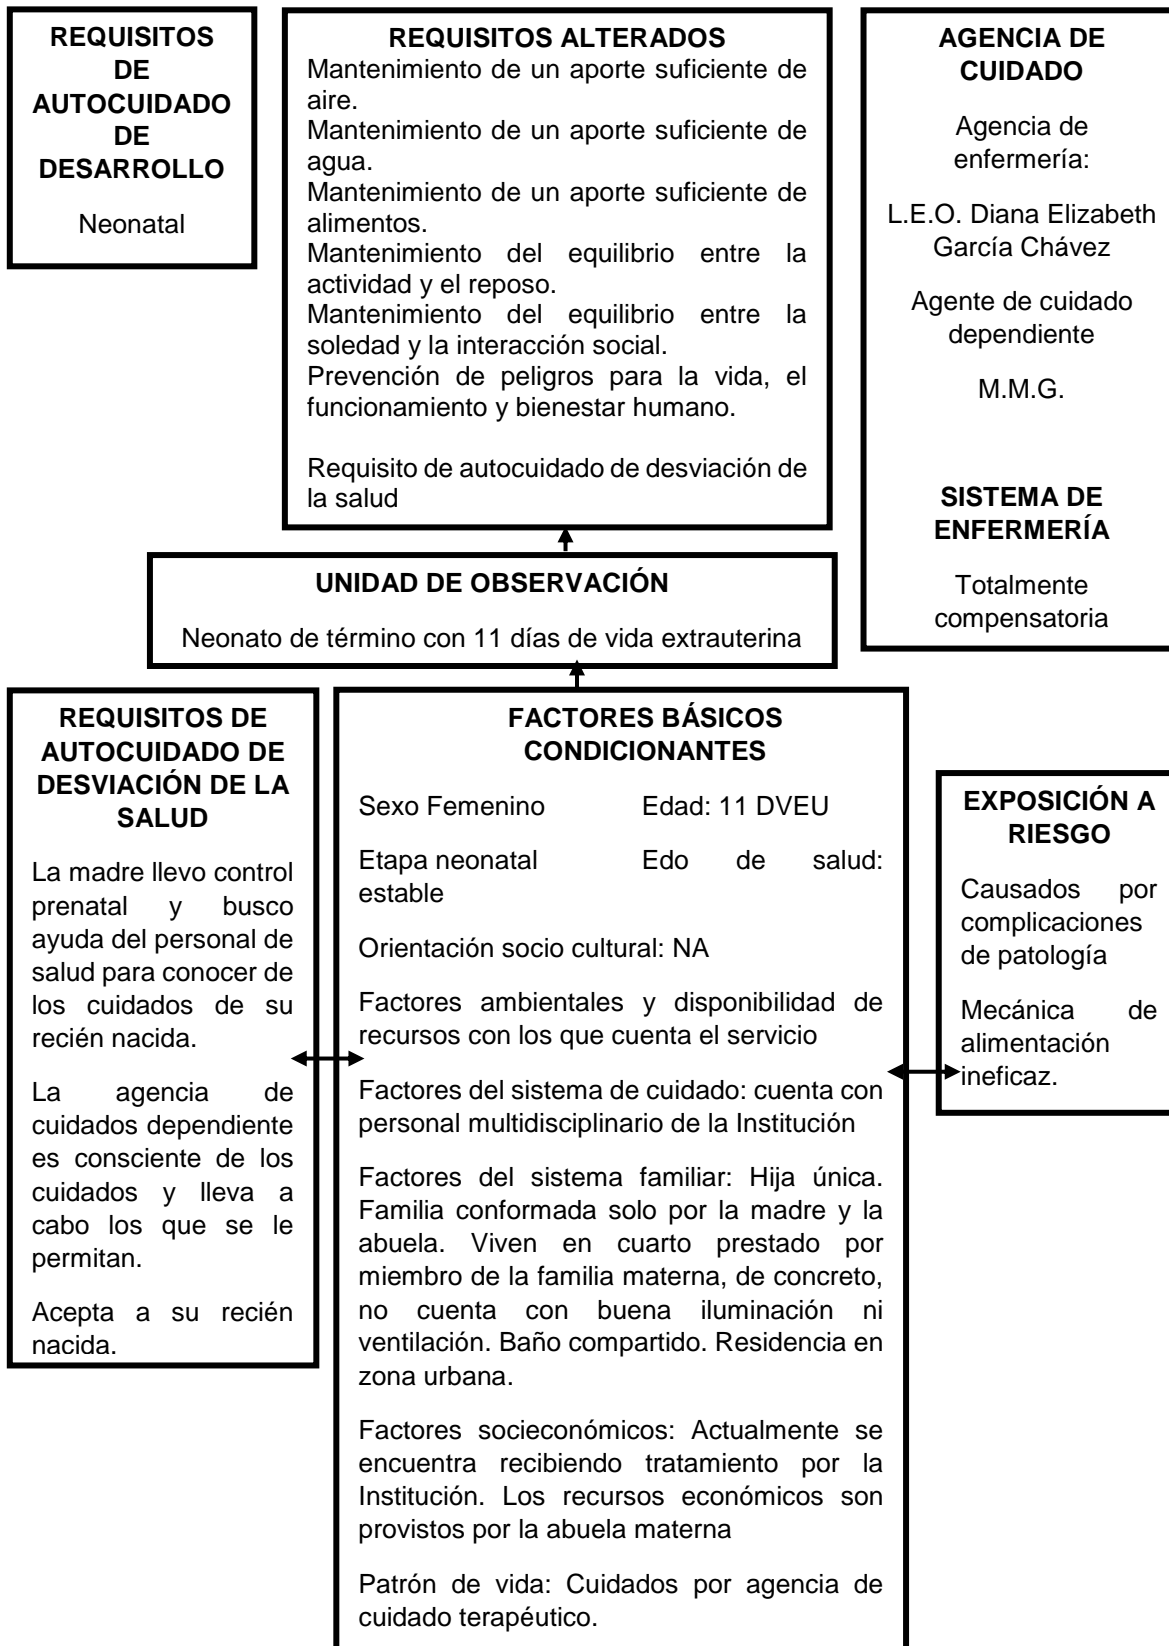 REQUISITOS
DE
AUTOCUIDADO
DE
DESARROLLO
Neonatal
REQUISITOS ALTERADOS
Mantenimiento de un aporte suficiente de
aire.
Mantenimiento de un aporte suficiente de
agua.
Mantenimiento de un aporte suficiente de
alimentos.
Mantenimiento del equilibrio entre la
actividad y el reposo.
Mantenimiento del equilibrio entre la
soledad y la interacción social.
Prevención de peligros para la vida, el
funcionamiento y bienestar humano.
Requisito de autocuidado de desviación de
la salud
AGENCIA DE
CUIDADO
Agencia de
enfermería:
L.E.O. Diana Elizabeth
García Chávez
Agente de cuidado
dependiente
M.M.G.
SISTEMA DE
ENFERMERÍA
Totalmente
compensatoria
UNIDAD DE OBSERVACIÓN
Neonato de término con 11 días de vida extrauterina
REQUISITOS DE
AUTOCUIDADO DE
DESVIACIÓN DE LA
SALUD
La madre llevo control
prenatal y busco
ayuda del personal de
salud para conocer de
los cuidados de su
recién nacida.
La agencia de
cuidados dependiente
es consciente de los
cuidados y lleva a
cabo los que se le
permitan.
Acepta a su recién
nacida.
FACTORES BÁSICOS
CONDICIONANTES
Sexo Femenino Edad: 11 DVEU
Etapa neonatal Edo de salud:
estable
Orientación socio cultural: NA
Factores ambientales y disponibilidad de
recursos con los que cuenta el servicio
Factores del sistema de cuidado: cuenta con
personal multidisciplinario de la Institución
Factores del sistema familiar: Hija única.
Familia conformada solo por la madre y la
abuela. Viven en cuarto prestado por
miembro de la familia materna, de concreto,
no cuenta con buena iluminación ni
ventilación. Baño compartido. Residencia en
zona urbana.
Factores socieconómicos: Actualmente se
encuentra recibiendo tratamiento por la
Institución. Los recursos económicos son
provistos por la abuela materna
Patrón de vida: Cuidados por agencia de
cuidado terapéutico.
EXPOSICIÓN A
RIESGO
Causados por
complicaciones
de patología
Mecánica de
alimentación
ineficaz.